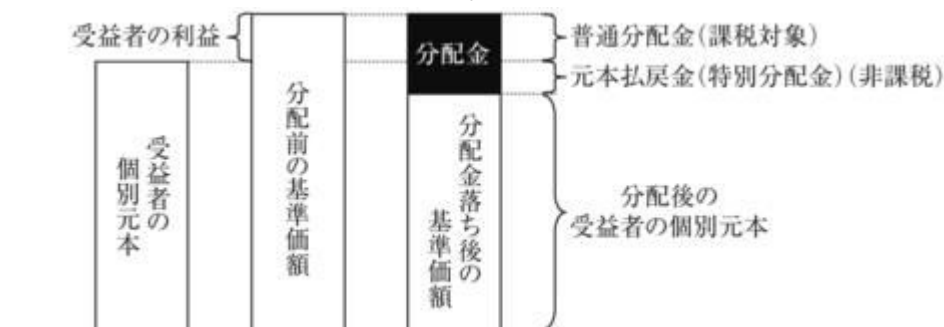 受益者の利益
分配金
普通分配金(課税対象)
元本払戻金(特別分配金)(非課税)
受益者の
個別元本
分配前の基準価額
分配金落ち後の
基準価額
分配後の
受益者の個別元本